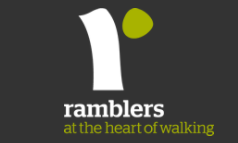 r
ramblers
at the heart of walking